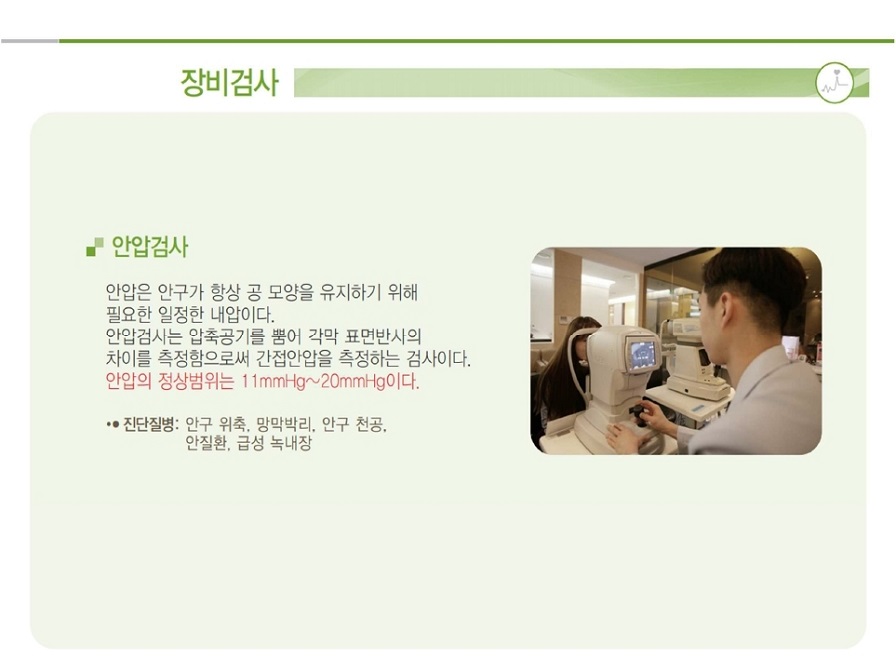 장비검사
안압검사
안압은 안구가 항상 공 모양을 유지하기 위해
필요한 일정한 내압이다.
안압검사는 압축공기를 뿜어 각막 표면반사의
차이를 측정함으로써 간접안압을 측정하는 검사이다.
안압의 정상범위는 11mmHg~20mmHg이다.
진단질병: 안구 위축, 망막박리, 안구 천공,
안질환, 급성 녹내장